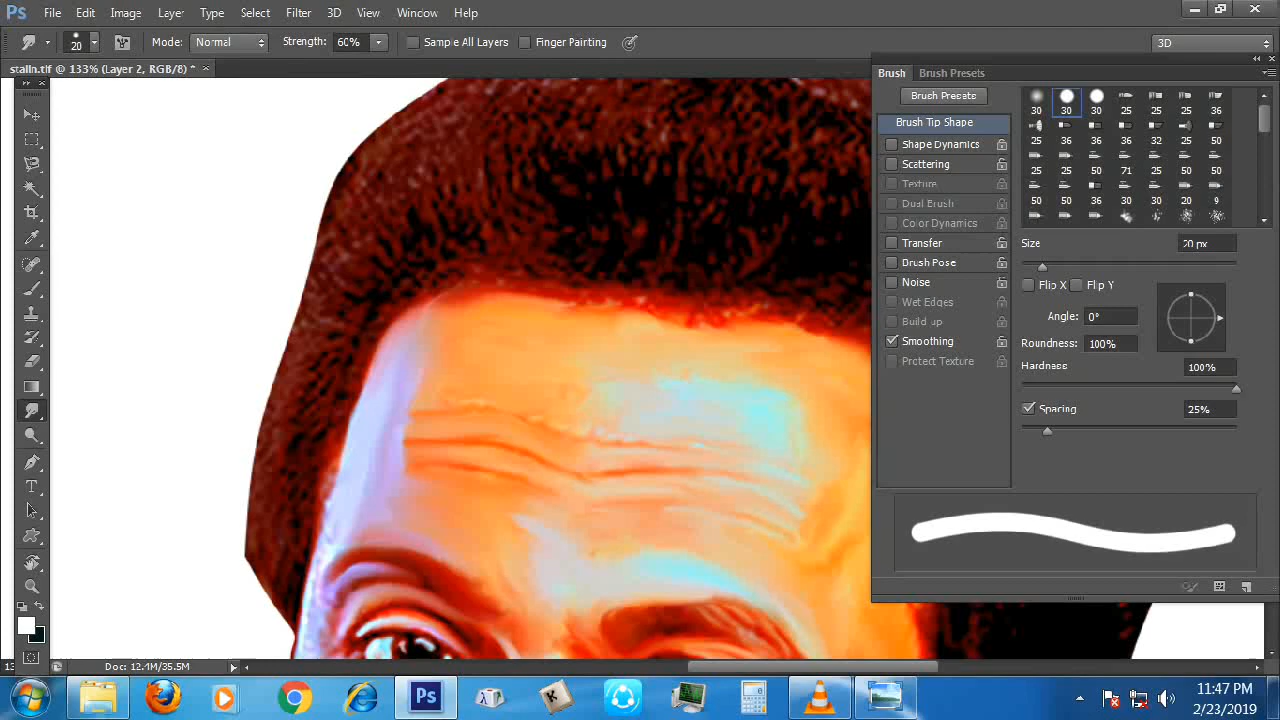 Ps File Edit Image Layer Type Select Filter 3D View Window Help
20 Mode: Normal Strength: 60% Sample All Layers Finger Painting 3D
stalln.tif @ 133% (Layer 2, RGB/8) * ×
Brush Brush Presets
Brush Presets
Brush Tip Shape
Shape Dynamics
Scattering
Texture
Dual Brush
Color Dynamics
Transfer
Brush Pose
Noise
Wet Edges
Build-up
Smoothing
Protect Texture
30 30 30 25 25 25 36
25 36 36 36 32 25 50
25 25 50 71 25 50 50
50 50 36 30 30 20 9
Size 20 px
Flip X Flip Y
Angle: 0°
Roundness: 100%
Hardness 100%
Spacing 25%
Doc: 12.4M/35.5M
Ps
K
11:47 PM
2/23/2019